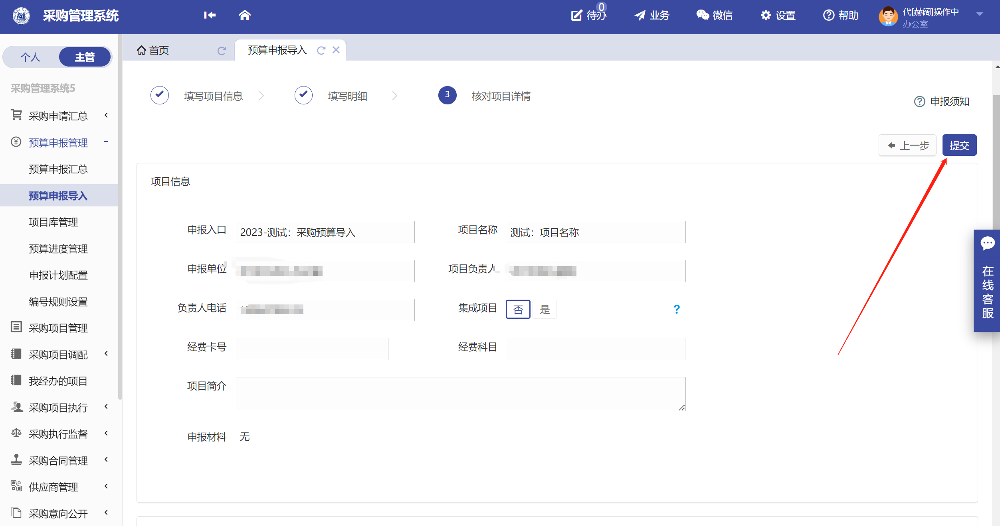 采购管理系统
待办
0
业务
微信
设置
帮助
代[赫阔]操作中
办公室
个人
主管
首页
预算申报导入
采购管理系统5
采购申请汇总
预算申报管理
预算申报汇总
预算申报导入
项目库管理
预算进度管理
申报计划配置
编号规则设置
采购项目管理
采购项目调配
我经办的项目
采购项目执行
采购执行监督
采购合同管理
供应商管理
采购意向公开
填写项目信息
填写明细
3
核对项目详情
申报须知
上一步
提交
项目信息
申报入口
2023-测试：采购预算导入
项目名称
测试：项目名称
申报单位
项目负责人
负责人电话
集成项目
否
是
?
经费卡号
经费科目
项目简介
申报材料
无
在线客服